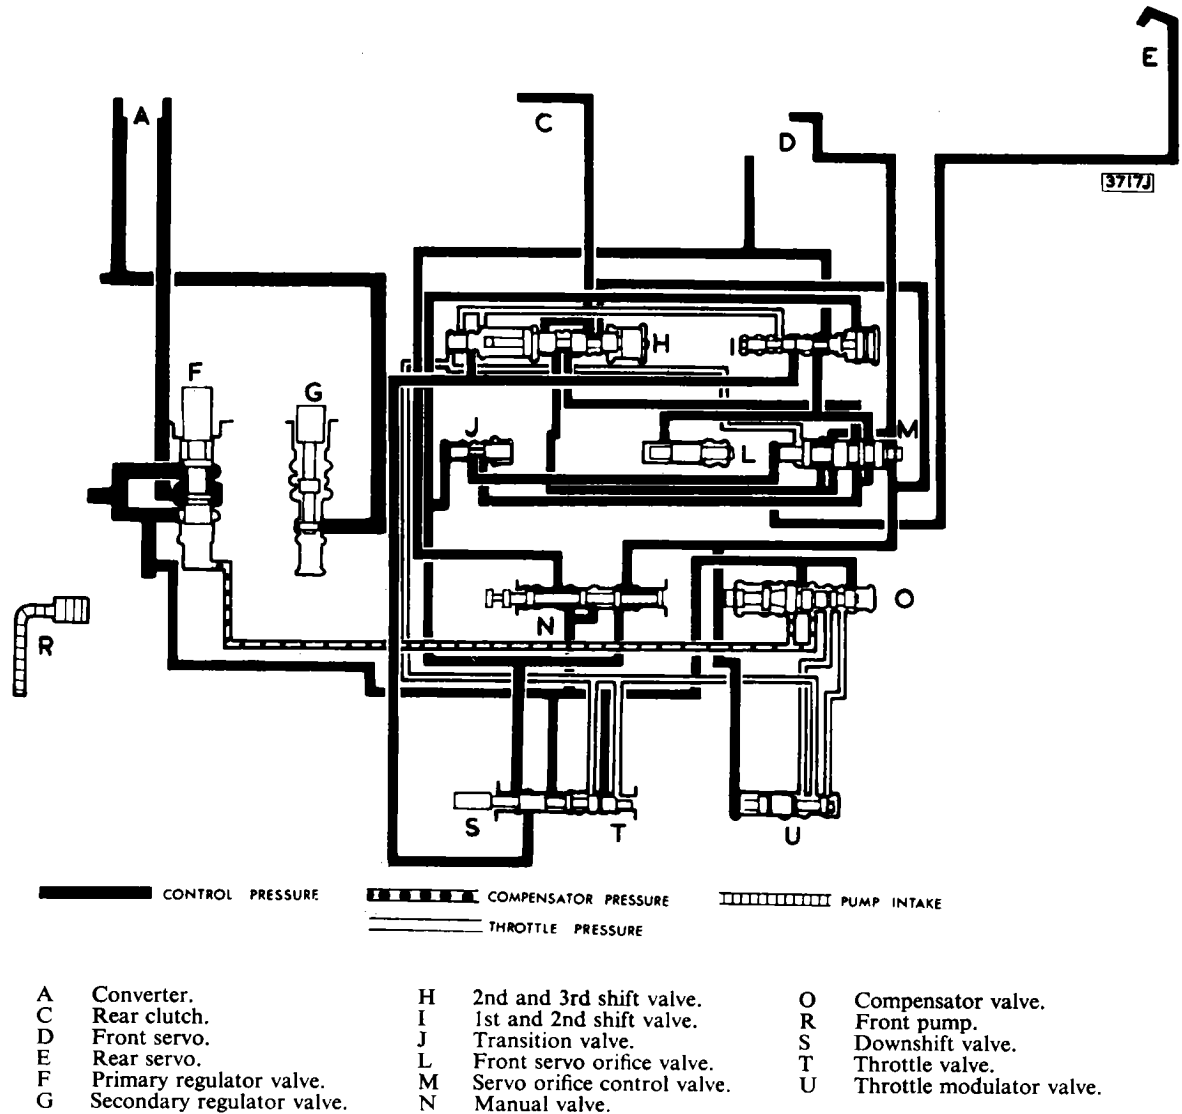 E
A
C
D
3717J
H
I
F
G
J
L
M
N
O
R
S
T
U
CONTROL PRESSURE
COMPENSATOR PRESSURE
PUMP INTAKE
THROTTLE PRESSURE
A Converter.
C Rear clutch.
D Front servo.
E Rear servo.
F Primary regulator valve.
G Secondary regulator valve.
H 2nd and 3rd shift valve.
I 1st and 2nd shift valve.
J Transition valve.
L Front servo orifice valve.
M Servo orifice control valve.
N Manual valve.
O Compensator valve.
R Front pump.
S Downshift valve.
T Throttle valve.
U Throttle modulator valve.